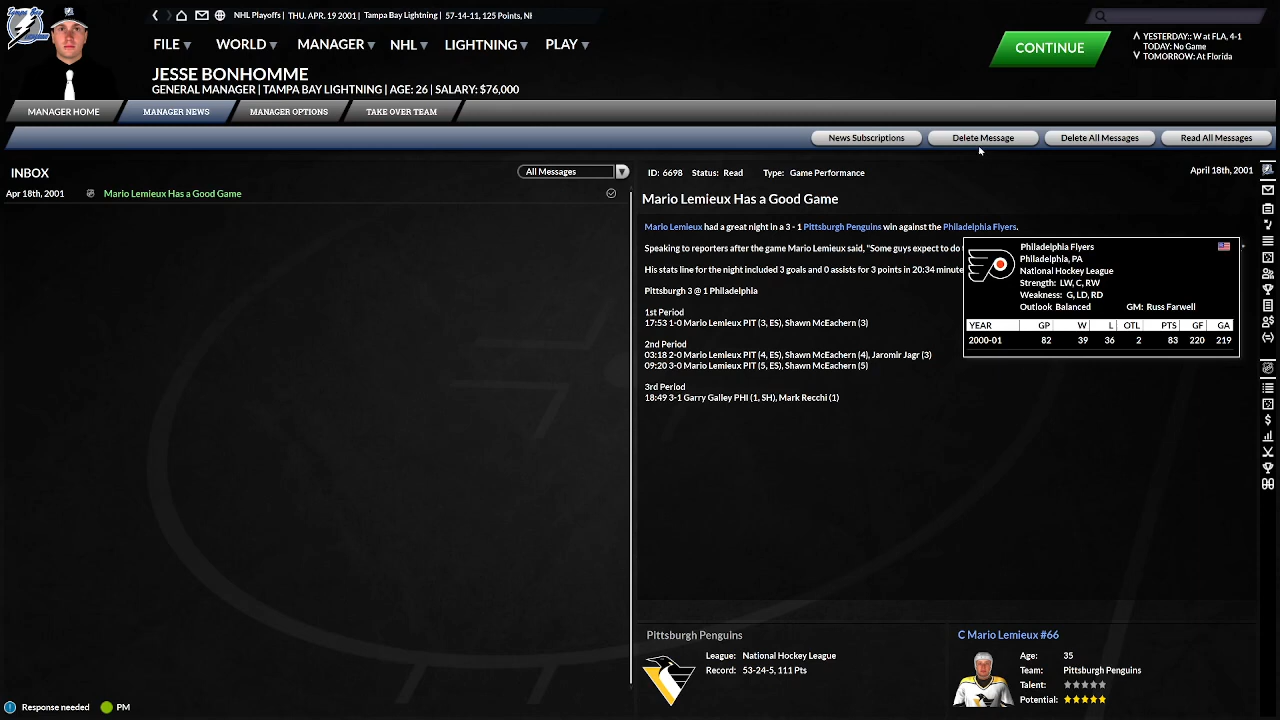 NHL Playoffs | THU. APR. 19 2001 | Tampa Bay Lightning | 57-14-11, 125 Points, NI
FILE WORLD MANAGER NHL LIGHTNING PLAY
CONTINUE
YESTERDAY: W at FLA, 4-1
TODAY: No Game
TOMORROW: At Florida
JESSE BONHOMME
GENERAL MANAGER | TAMPA BAY LIGHTNING | AGE: 26 | SALARY: $76,000
MANAGER HOME MANAGER NEWS MANAGER OPTIONS TAKE OVER TEAM
News Subscriptions Delete Message Delete All Messages Read All Messages
INBOX
All Messages
Apr 18th, 2001 Mario Lemieux Has a Good Game
ID: 6698 Status: Read Type: Game Performance April 18th, 2001
Mario Lemieux Has a Good Game
Mario Lemieux had a great night in a 3 - 1 Pittsburgh Penguins win against the Philadelphia Flyers.
Speaking to reporters after the game Mario Lemieux said, "Some guys expect to do
His stats line for the night included 3 goals and 0 assists for 3 points in 20:34 minute
Pittsburgh 3 @ 1 Philadelphia
1st Period
17:53 1-0 Mario Lemieux PIT (3, ES), Shawn McEachern (3)
2nd Period
03:18 2-0 Mario Lemieux PIT (4, ES), Shawn McEachern (4), Jaromir Jagr (3)
09:20 3-0 Mario Lemieux PIT (5, ES), Shawn McEachern (5)
3rd Period
18:49 3-1 Garry Galley PHI (1, SH), Mark Recchi (1)
Philadelphia Flyers
Philadelphia, PA
National Hockey League
Strength: LW, C, RW
Weakness: G, LD, RD
Outlook Balanced GM: Russ Farwell
YEAR GP W L OTL PTS GF GA
2000-01 82 39 36 2 83 220 219
Pittsburgh Penguins
League: National Hockey League
Record: 53-24-5, 111 Pts
C Mario Lemieux #66
Age: 35
Team: Pittsburgh Penguins
Talent:
Potential:
Response needed PM